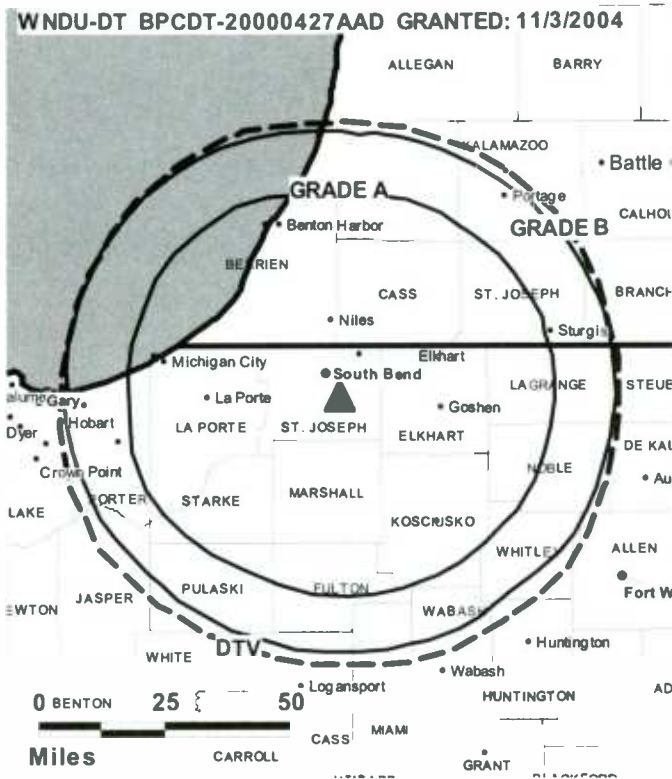 WNDU-DT BPCDT-20000427AAD GRANTED: 11/3/2004
ALLEGAN BARRY
KALAMAZOO
Battle
GRADE A
Portage
CALHOU
GRADE B
Benton Harbor
BERRIEN
CASS ST. JOSEPH BRANCH
Niles
Sturgis
Michigan City Elkhart
South Bend
LAGRANGE STEUB
Gary La Porte
Goshen
Hobart
LA PORTE ST. JOSEPH
Dyer ELKHART
DE KAL
Crown Point
NOBLE
Au
PORTER STARKE MARSHALL
LAKE KOSCIUSKO
WHITLEY ALLEN
PULASKI FULTON
JASPER Fort W
EWTON WABASH
WHITE DTV Huntington
Wabash
Logansport
0 BENTON 25 50 HUNTINGTON AD
CASS MIAMI
Miles CARROLL GRANT
BLACKFORD